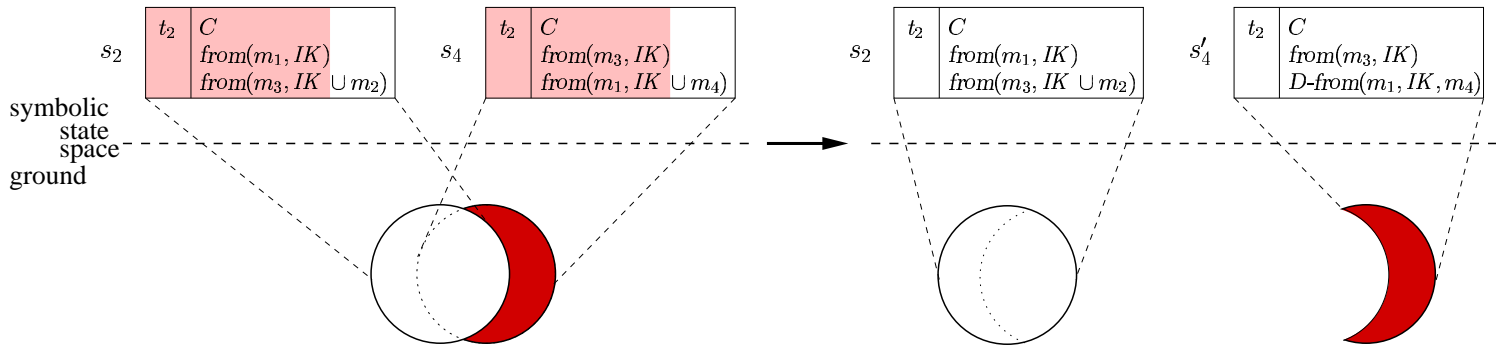 s₂ t₂ C
from(m₁, IK)
from(m₃, IK ∪ m₂)
s₄ t₂ C
from(m₃, IK)
from(m₁, IK ∪ m₄)
s₂ t₂ C
from(m₁, IK)
from(m₃, IK ∪ m₂)
s′₄ t₂ C
from(m₃, IK)
D-from(m₁, IK, m₄)
symbolic
state
space
ground